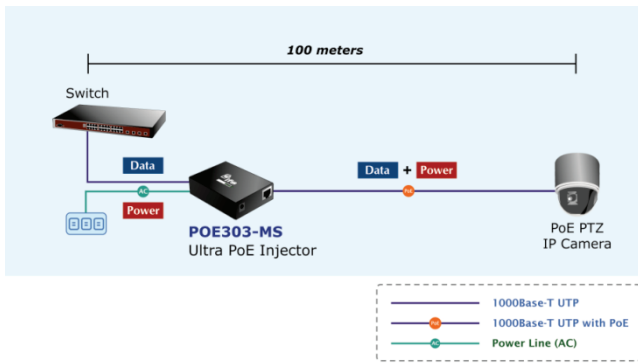 100 meters
Switch
Data
AC
Power
Data + Power
PoE
POE303-MS
Ultra PoE Injector
PoE PTZ
IP Camera
1000Base-T UTP
PoE
1000Base-T UTP with PoE
AC
Power Line (AC)